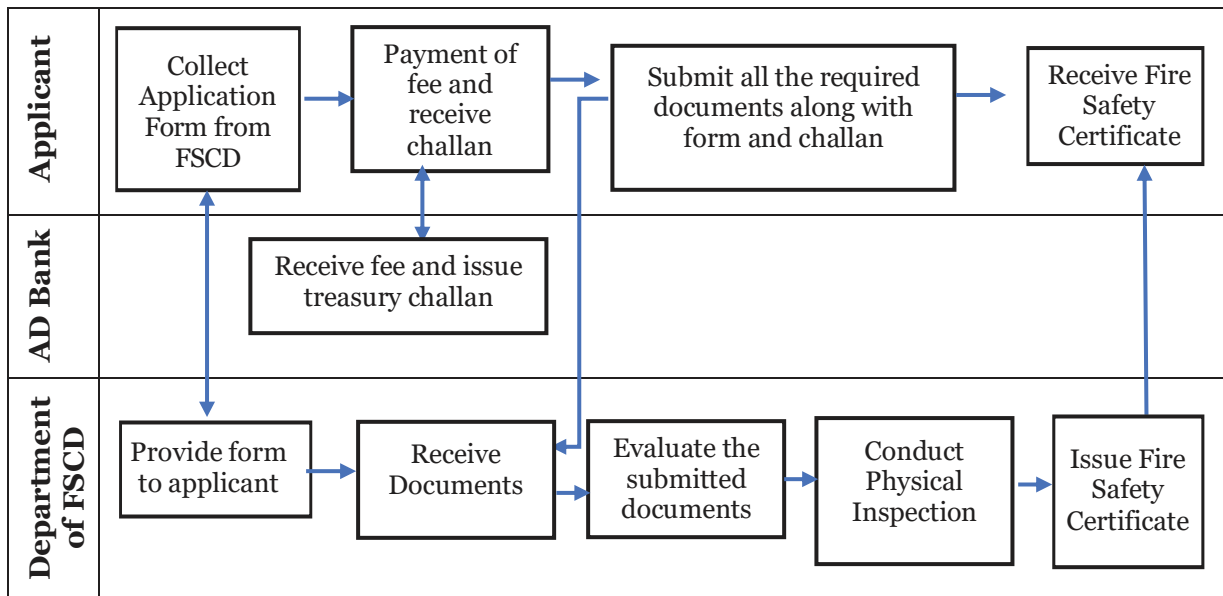 Applicant
Collect
Application
Form from
FSCD
Payment of
fee and
receive
challan
Submit all the required
documents along with
form and challan
Receive Fire
Safety
Certificate
AD Bank
Receive fee and issue
treasury challan
Department
of FSCD
Provide form
to applicant
Receive
Documents
Evaluate the
submitted
documents
Conduct
Physical
Inspection
Issue Fire
Safety
Certificate